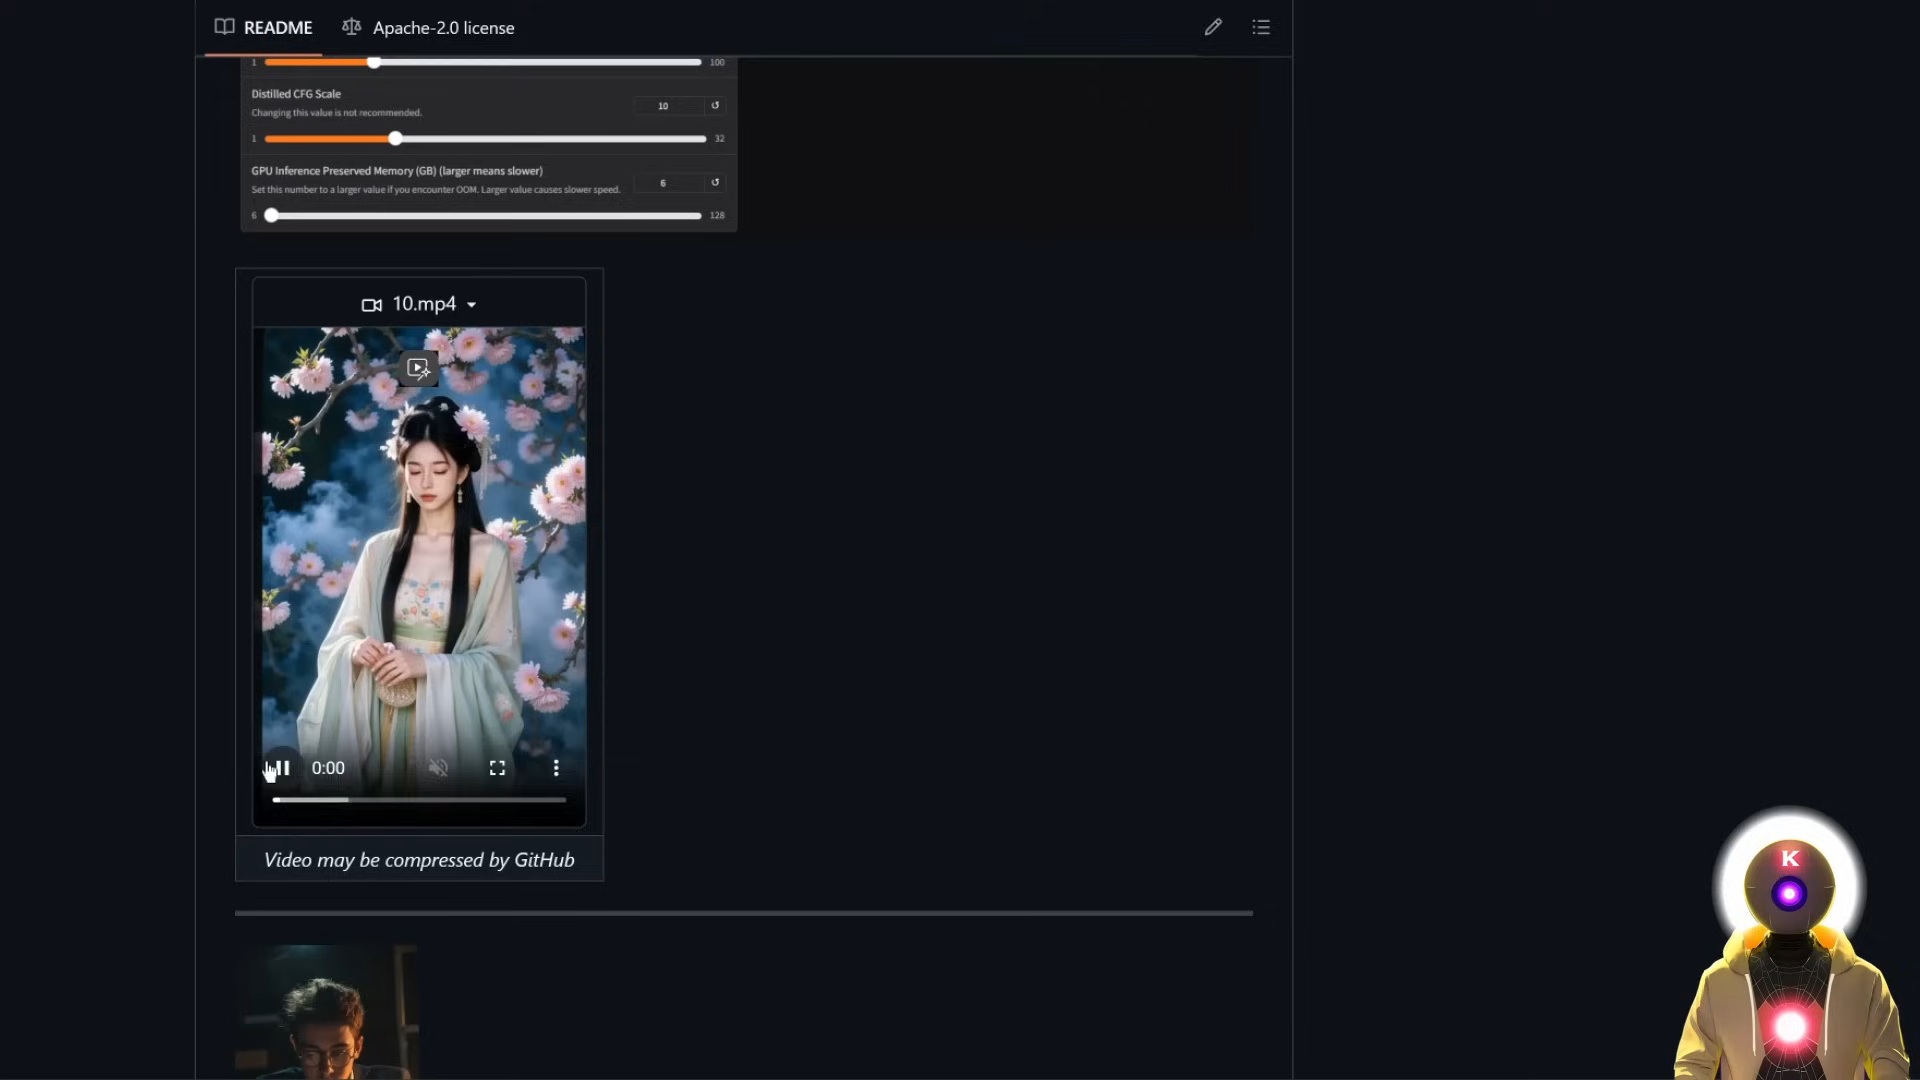 README
Apache-2.0 license
1
100
Distilled CFG Scale
Changing this value is not recommended.
10
1
32
GPU Inference Preserved Memory (GB) (larger means slower)
Set this number to a larger value if you encounter OOM. Larger value causes slower speed.
6
6
128
10.mp4
0:00
Video may be compressed by GitHub
K